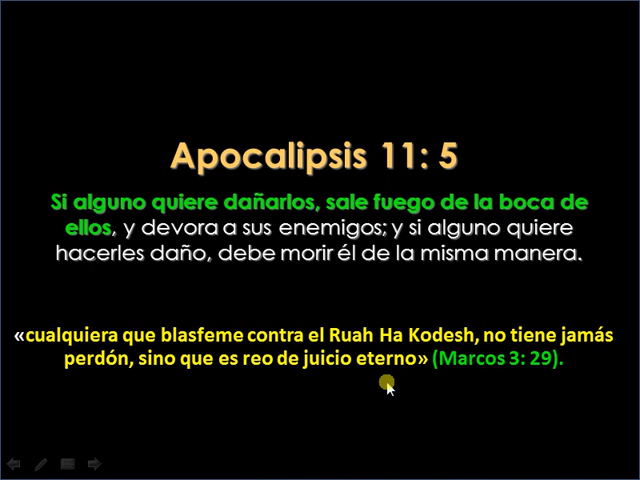 Apocalipsis 11: 5
Si alguno quiere dañarlos, sale fuego de la boca de
ellos, y devora a sus enemigos; y si alguno quiere
hacerles daño, debe morir él de la misma manera.
«cualquiera que blasfeme contra el Ruah Ha Kodesh, no tiene jamás
perdón, sino que es reo de juicio eterno» (Marcos 3: 29).